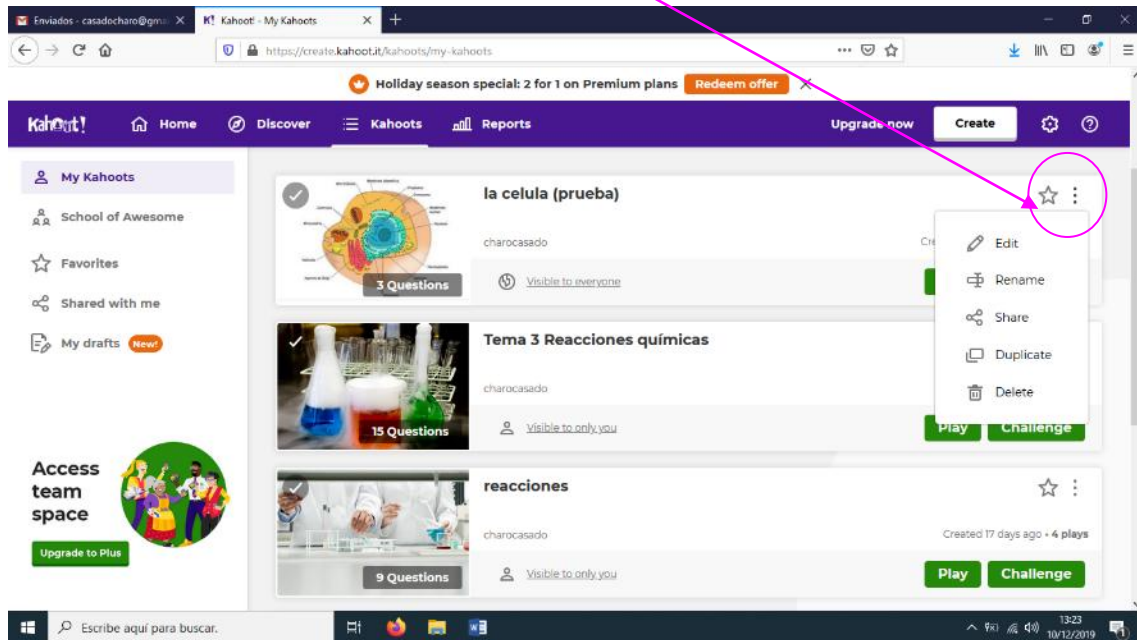 Enviados - casadocharo@gma
K! Kahoot! - My Kahoots
https://create.kahoot.it/kahoots/my-kahoots
Holiday season special: 2 for 1 on Premium plans Redeem offer
Kahoot! Home Discover Kahoots Reports Upgrade now Create
My Kahoots
School of Awesome
Favorites
Shared with me
My drafts New!
Access
team
space
Upgrade to Plus
la celula (prueba)
charocasado
3 Questions
Visible to everyone
Edit
Rename
Share
Duplicate
Delete
Tema 3 Reacciones químicas
charocasado
15 Questions
Visible to only you
Play Challenge
reacciones
charocasado
Created 17 days ago • 4 plays
9 Questions
Visible to only you
Play Challenge
Escribe aquí para buscar.
13:23
10/12/2019